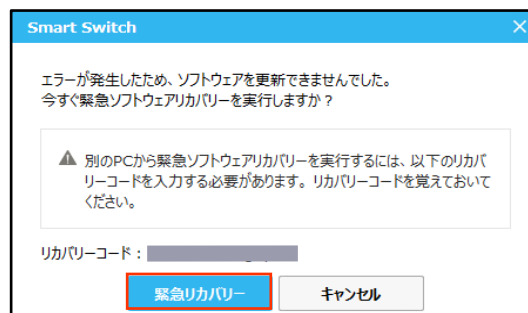 Smart Switch
エラーが発生したため、ソフトウェアを更新できませんでした。
今すぐ緊急ソフトウェアリカバリーを実行しますか？
別のPCから緊急ソフトウェアリカバリーを実行するには、以下のリカバ
リーコードを入力する必要があります。リカバリーコードを覚えておいて
ください。
リカバリーコード：
緊急リカバリー キャンセル